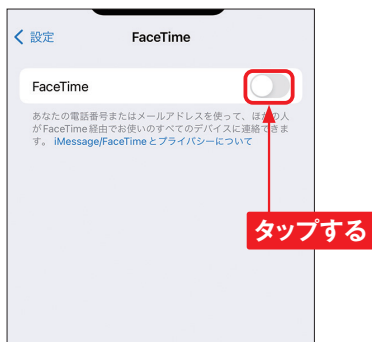 設定
FaceTime
FaceTime
あなたの電話番号またはメールアドレスを使って、ほかの人
がFaceTime 経由でお使いのすべてのデバイスに連絡できま
す。 iMessage/FaceTimeとプライバシーについて
タップする